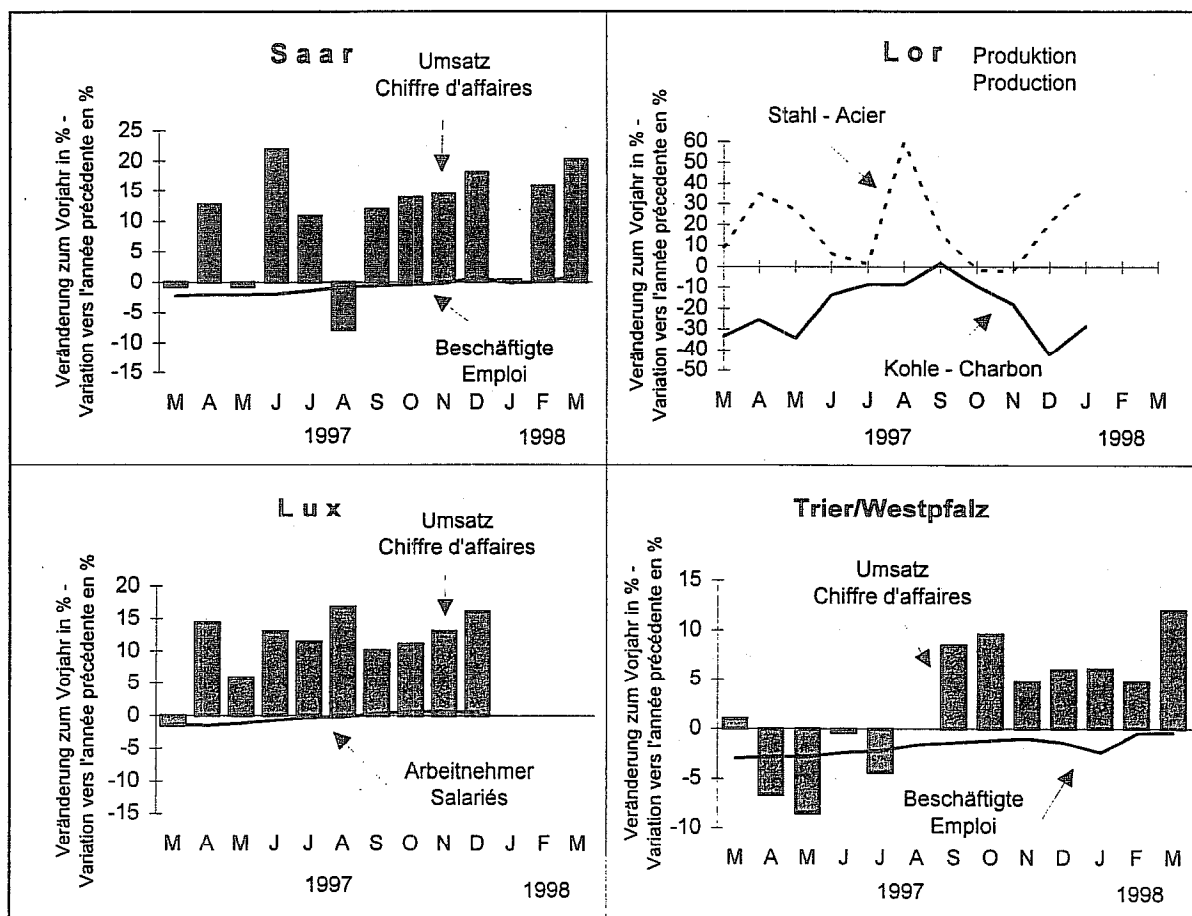 Saar
Umsatz
Chiffre d'affaires
Veränderung zum Vorjahr in % -
Variation vers l'année précédente en %
25
20
15
10
5
0
-5
-10
-15
Beschäftigte
Emploi
M A M J J A S O N D J F M
1997 1998
Lor
Produktion
Production
Stahl - Acier
Veränderung zum Vorjahr in % -
Variation vers l'année précédente en %
60
50
40
30
20
10
0
-10
-20
-30
-40
-50
Kohle - Charbon
M A M J J A S O N D J F M
1997 1998
Lux
Umsatz
Chiffre d'affaires
Veränderung zum Vorjahr in % -
Variation vers l'année précédente en %
20
15
10
5
0
-5
-10
-15
Arbeitnehmer
Salariés
M A M J J A S O N D J F M
1997 1998
Trier/Westpfalz
Umsatz
Chiffre d'affaires
Veränderung zum Vorjahr in % -
Variation vers l'année précédente en %
15
10
5
0
-5
-10
Beschäftigte
Emploi
M A M J J A S O N D J F M
1997 1998